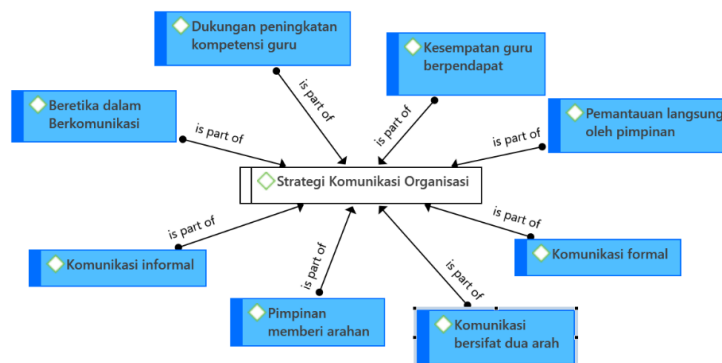 Dukungan peningkatan
kompetensi guru
Kesempatan guru
berpendapat
Beretika dalam
Berkomunikasi
Pemantauan langsung
oleh pimpinan
is part of
is part of
is part of
is part of
Strategi Komunikasi Organisasi
is part of
is part of
is part of
is part of
Komunikasi informal
Komunikasi formal
Pimpinan
memberi arahan
Komunikasi
bersifat dua arah